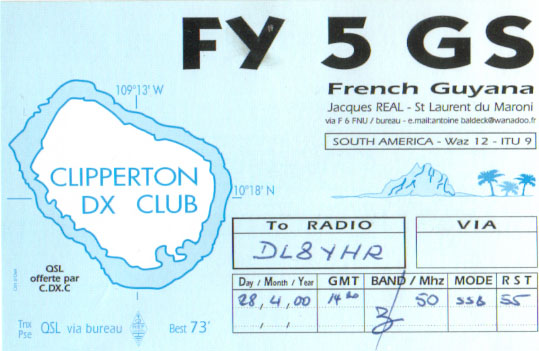 FY 5 GS
French Guyana
Jacques REAL - St Laurent du Maroni
via F 6 FNU / bureau - e.mail:antoine baldeck@wanadoo.fr
SOUTH AMERICA - Waz 12 - ITU 9
109°13' W
CLIPPERTON
DX CLUB
10°18' N
To RADIO
VIA
DL8YHR
QSL
offerte par
C.DX.C
Day / Month / Year GMT BAND / Mhz MODE R S T
28, 4, 00 50 SSB 55
Tnx
Pse
QSL via bureau
Best 73'